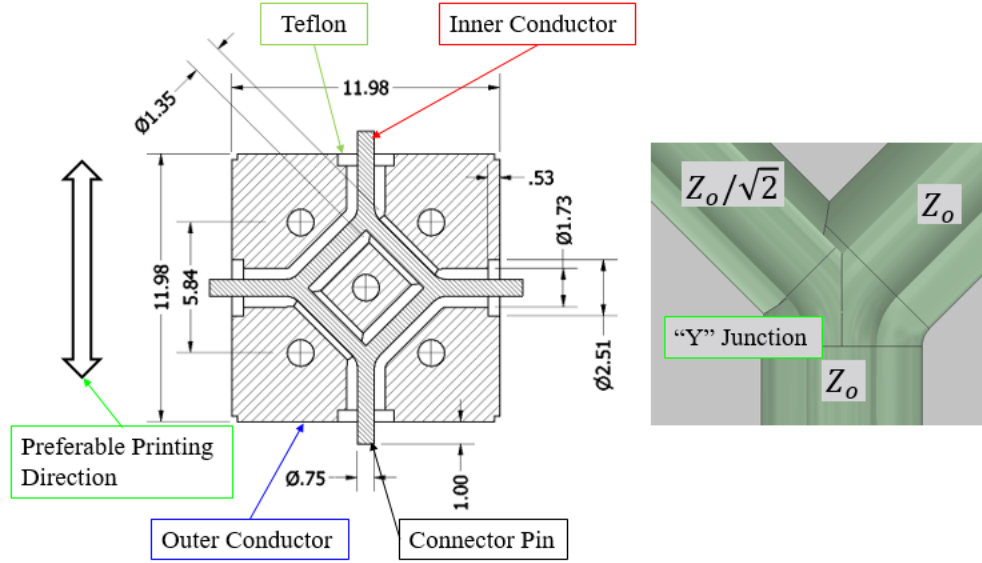 Teflon
Inner Conductor
11.98
Ø1.35
.53
Ø1.73
11.98
5.84
Ø2.51
Preferable Printing
Direction
Ø.75
1.00
Outer Conductor
Connector Pin
Zₒ/√2
Zₒ
“Y” Junction
Zₒ